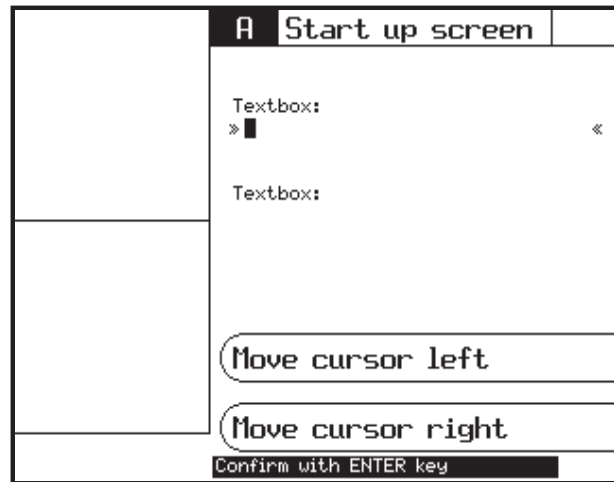 A Start up screen
Textbox:
» «
Textbox:
Move cursor left
Move cursor right
Confirm with ENTER key